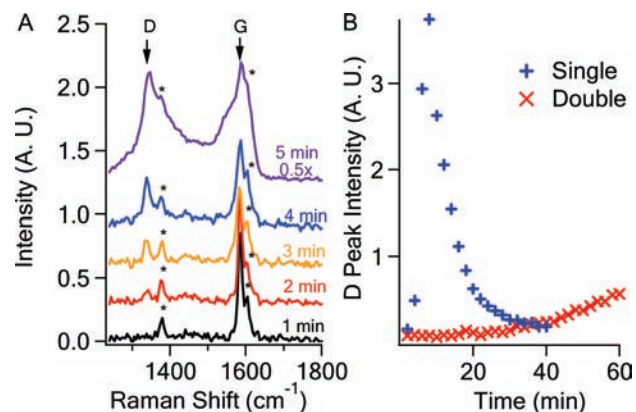 A
D
G
*
*
5 min
0.5x
*
*
4 min
*
*
3 min
*
*
2 min
*
*
1 min
Intensity (A. U.)
2.5
2.0
1.5
1.0
0.5
0.0
1400
1600
1800
Raman Shift (cm⁻¹)
B
Single
Double
D Peak Intensity (A. U.)
3
2
1
20
40
60
Time (min)